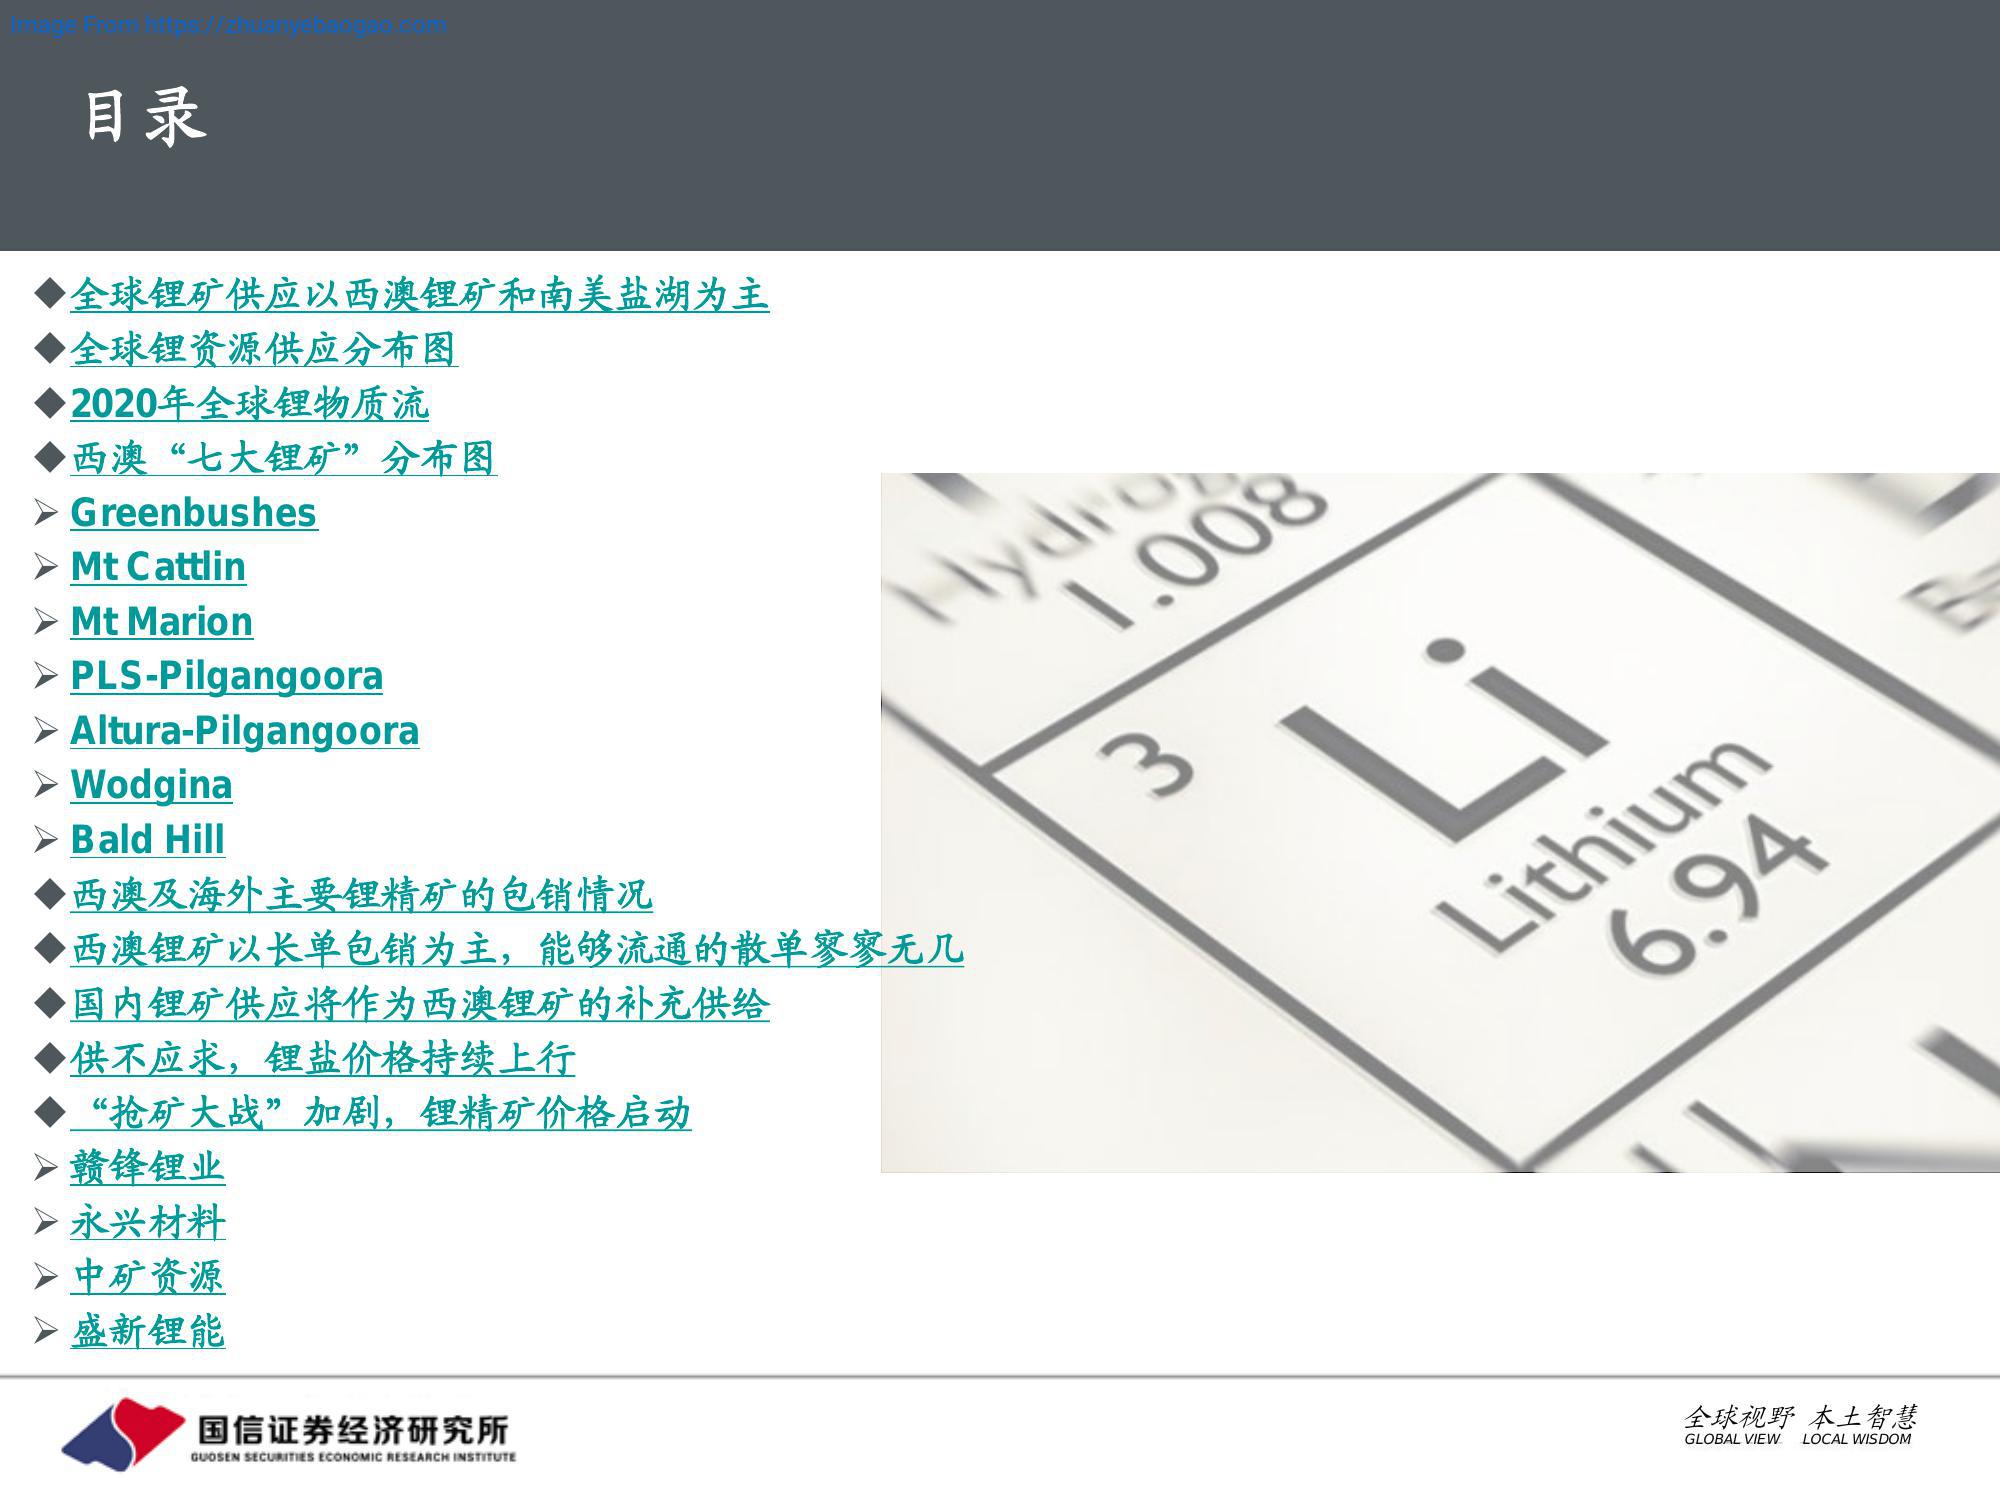 Image From https://zhuanyebaogao.com
目录
◆全球锂矿供应以西澳锂矿和南美盐湖为主
◆全球锂资源供应分布图
◆2020年全球锂物质流
◆西澳“七大锂矿”分布图
➢ Greenbushes
➢ Mt Cattlin
➢ Mt Marion
➢ PLS-Pilgangoora
➢ Altura-Pilgangoora
➢ Wodgina
➢ Bald Hill
◆西澳及海外主要锂精矿的包销情况
◆西澳锂矿以长单包销为主，能够流通的散单寥寥无几
◆国内锂矿供应将作为西澳锂矿的补充供给
◆供不应求，锂盐价格持续上行
◆“抢矿大战”加剧，锂精矿价格启动
➢ 赣锋锂业
➢ 永兴材料
➢ 中矿资源
➢ 盛新锂能
1.008
3
Li
Lithium
6.94
国信证券经济研究所
GUOSEN SECURITIES ECONOMIC RESEARCH INSTITUTE
全球视野 本土智慧
GLOBAL VIEW LOCAL WISDOM